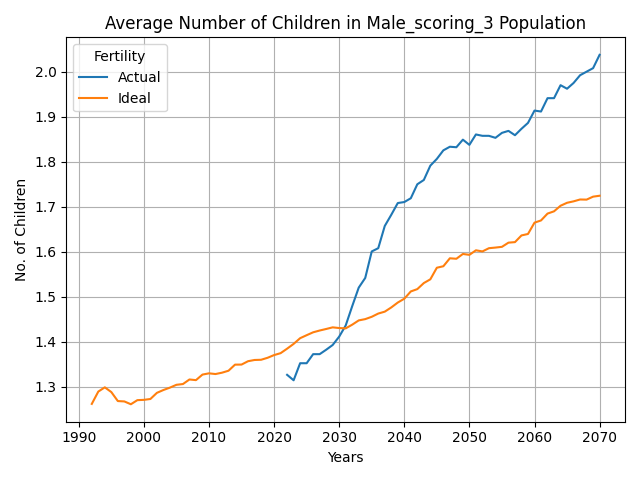 Average Number of Children in Male_scoring_3 Population
Fertility
Actual
Ideal
No. of Children
2.0
1.9
1.8
1.7
1.6
1.5
1.4
1.3
1990 2000 2010 2020 2030 2040 2050 2060 2070
Years